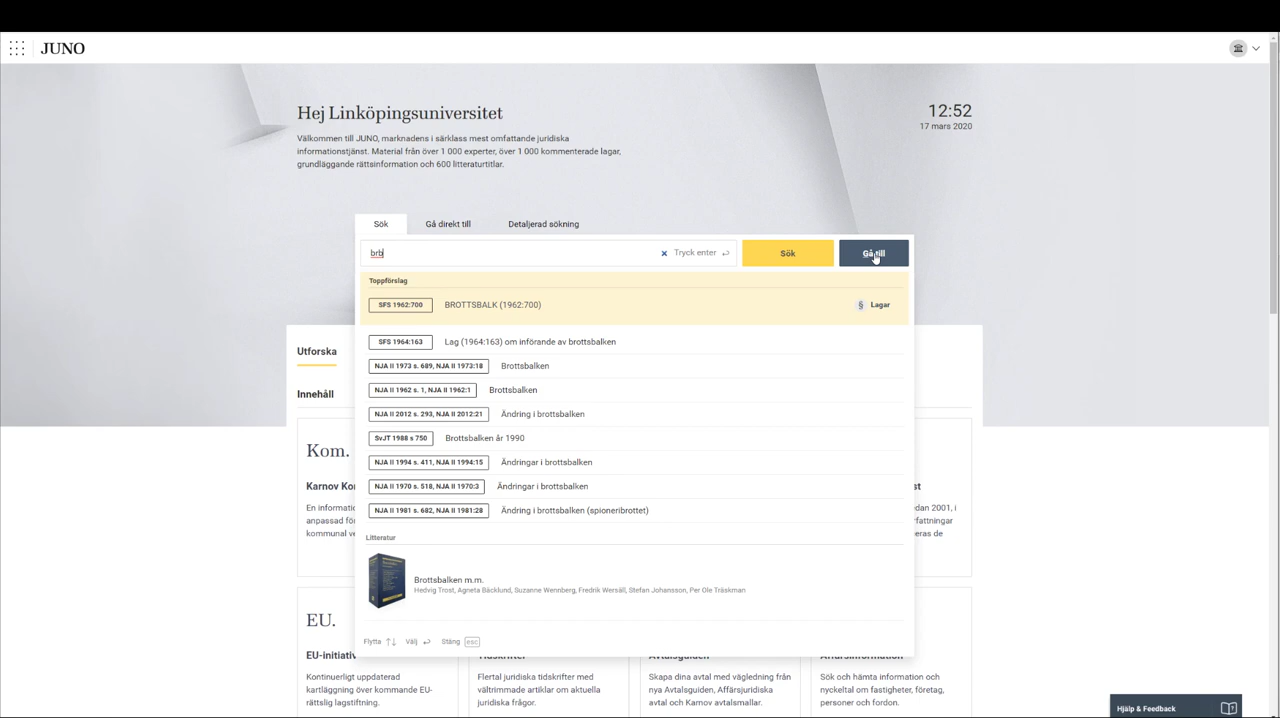 JUNO
Hej Linköpingsuniversitet
12:52
17 mars 2020
Välkommen till JUNO, marknadens i särklass mest omfattande juridiska
informationstjänst. Material från över 1 000 experter, över 1 000 kommenterade lagar,
grundläggande rättsinformation och 600 litteraturtitlar.
Sök Gå direkt till Detaljerad sökning
brb Tryck enter Sök Gå till
Toppförslag
SFS 1962:700 BROTTSBALK (1962:700) § Lagar
SFS 1964:163 Lag (1964:163) om införande av brottsbalken
NJA II 1973 s. 689, NJA II 1973:18 Brottsbalken
NJA II 1962 s. 1, NJA II 1962:1 Brottsbalken
NJA II 2012 s. 293, NJA II 2012:21 Ändring i brottsbalken
SvJT 1988 s 750 Brottsbalken år 1990
NJA II 1994 s. 411, NJA II 1994:15 Ändringar i brottsbalken
NJA II 1970 s. 518, NJA II 1970:3 Ändringar i brottsbalken
NJA II 1981 s. 682, NJA II 1981:28 Ändring i brottsbalken (spioneribrottet)
Litteratur
Brottsbalken m.m.
Hedvig Trost, Agneta Bäcklund, Suzanne Wennberg, Fredrik Wersäll, Stefan Johansson, Per Ole Träskman
Flytta Välj Stäng esc
Utforska
Innehåll
Kom.
Karnov Ko
En information
anpassad för
kommunal ve
st
edan 2001, i
rfattningar
eras de
EU.
EU-initiativ Tidskrifter Avtalsguiden Affärsinformation
Kontinuerligt uppdaterad
kartläggning över kommande EU-
rättslig lagstiftning.
Flertal juridiska tidskrifter med
vältrimmade artiklar om aktuella
juridiska frågor.
Skapa dina avtal med vägledning från
nya Avtalsguiden, Affärsjuridiska
avtal och Karnov avtalsmallar.
Sök och hämta information och
nyckeltal om fastigheter, företag,
personer och fordon.
Hjälp & Feedback